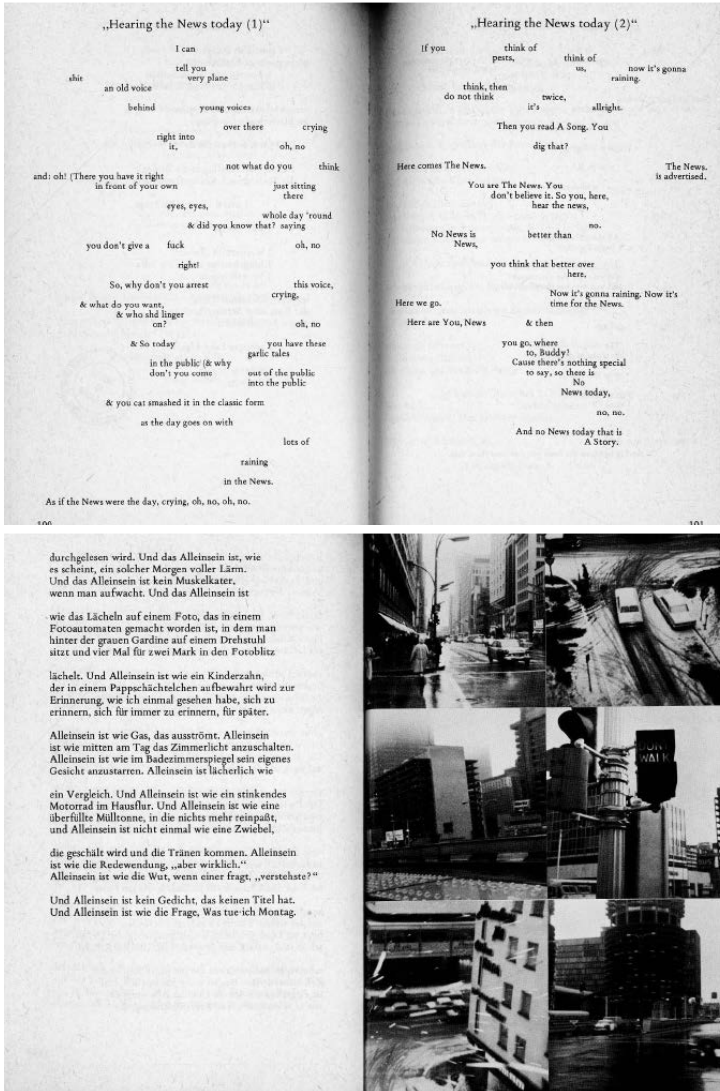 „Hearing the News today (1)“
I can
tell you
shit very plane
an old voice
behind young voices
over there crying
right into
it, oh, no
not what do you think
and: oh! (There you have it right
in front of your own just sitting
there
eyes, eyes,
whole day 'round
& did you know that? saying
you don't give a fuck oh, no
right!
So, why don't you arrest this voice,
crying,
& what do you want,
& who shd linger
on? oh, no
& So today you have these
garlic tales
in the public (& why
don't you come out of the public
into the public
& you cat smashed it in the classic form
as the day goes on with
lots of
raining
in the News.
As if the News were the day, crying, oh, no, oh, no.
„Hearing the News today (2)“
If you think of
pests, think of
us, now it's gonna
raining.
think, then
do not think twice,
it's allright.
Then you read A Song. You
dig that?
Here comes The News. The News.
is advertised.
You are The News. You
don't believe it. So you, here,
hear the news,
no.
No News is better than
News,
you think that better over
here,
Now it's gonna raining. Now it's
Here we go. time for the News.
Here are You, News & then
you go, where
to, Buddy?
Cause there's nothing special
to say, so there is
No
News today,
no, no.
And no News today that is
A Story.
durchgelesen wird. Und das Alleinsein ist, wie
es scheint, ein solcher Morgen voller Lärm.
Und das Alleinsein ist kein Muskelkater,
wenn man aufwacht. Und das Alleinsein ist
wie das Lächeln auf einem Foto, das in einem
Fotoautomaten gemacht worden ist, in dem man
hinter der grauen Gardine auf einem Drehstuhl
sitzt und vier Mal für zwei Mark in den Fotoblitz
lächelt. Und Alleinsein ist wie ein Kinderzahn,
der in einem Pappschächtelchen aufbewahrt wird zur
Erinnerung, wie ich einmal gesehen habe, sich zu
erinnern, sich für immer zu erinnern, für später.
Alleinsein ist wie Gas, das ausströmt. Alleinsein
ist wie mitten am Tag das Zimmerlicht anzuschalten.
Alleinsein ist wie im Badezimmerspiegel sein eigenes
Gesicht anzustarren. Alleinsein ist lächerlich wie
ein Vergleich. Und Alleinsein ist wie ein stinkendes
Motorrad im Hausflur. Und Alleinsein ist wie eine
überfüllte Mülltonne, in die nichts mehr reinpaßt,
und Alleinsein ist nicht einmal wie eine Zwiebel,
die geschält wird und die Tränen kommen. Alleinsein
ist wie die Redewendung, „aber wirklich.“
Alleinsein ist wie die Wut, wenn einer fragt, „verstehste?“
Und Alleinsein ist kein Gedicht, das keinen Titel hat.
Und Alleinsein ist wie die Frage, Was tue ich Montag.
DONT
WALK